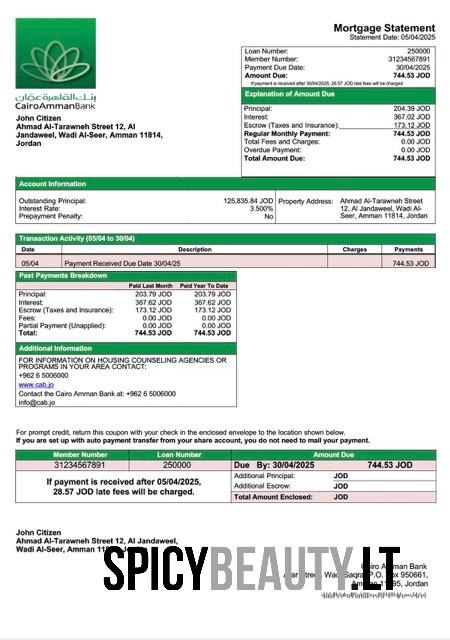 Mortgage Statement
Statement Date: 05/04/2025
بنك القاهرة عمان
CairoAmmanBank
Loan Number: 250000
Member Number: 31234567891
Payment Due Date: 30/04/2025
Amount Due: 744.53 JOD
If payment is received after 30/04/2025, 28.57 JOD late fees will be charged
John Citizen
Ahmad Al-Tarawneh Street 12, Al
Jandaweel, Wadi Al-Seer, Amman 11814,
Jordan
Explanation of Amount Due
Principal: 204.39 JOD
Interest: 367.02 JOD
Escrow (Taxes and Insurance): 173.12 JOD
Regular Monthly Payment: 744.53 JOD
Total Fees and Charges: 0.00 JOD
Overdue Payment: 0.00 JOD
Total Amount Due: 744.53 JOD
Account Information
Outstanding Principal: 125,835.84 JOD
Interest Rate: 3.500%
Prepayment Penalty: No
Property Address: Ahmad Al-Tarawneh Street
12, Al Jandaweel, Wadi Al-
Seer, Amman 11814, Jordan
Transaction Activity (05/04 to 30/04)
Date Description Charges Payments
05/04 Payment Received Due Date 30/04/25 744.53 JOD
Past Payments Breakdown
Paid Last Month Paid Year To Date
Principal: 203.79 JOD 203.79 JOD
Interest: 367.62 JOD 367.62 JOD
Escrow (Taxes and Insurance): 173.12 JOD 173.12 JOD
Fees: 0.00 JOD 0.00 JOD
Partial Payment (Unapplied): 0.00 JOD 0.00 JOD
Total: 744.53 JOD 744.53 JOD
Additional Information
FOR INFORMATION ON HOUSING COUNSELING AGENCIES OR
PROGRAMS IN YOUR AREA CONTACT:
+962 6 5006000
www.cab.jo
Contact the Cairo Amman Bank at: +962 6 5006000
info@cab.jo
For prompt credit, return this coupon with your check in the enclosed envelope to the location shown below.
If you are set up with auto payment transfer from your share account, you do not need to mail your payment.
Member Number Loan Number Amount Due
31234567891 250000 Due By: 30/04/2025 744.53 JOD
If payment is received after 05/04/2025,
28.57 JOD late fees will be charged.
Additional Principal: JOD
Additional Escrow: JOD
Total Amount Enclosed: JOD
John Citizen
Ahmad Al-Tarawneh Street 12, Al Jandaweel,
Wadi Al-Seer, Amman
Cairo Amman Bank
Street, P.O. 950661,
Jordan
SPICYBEAUTY.LT